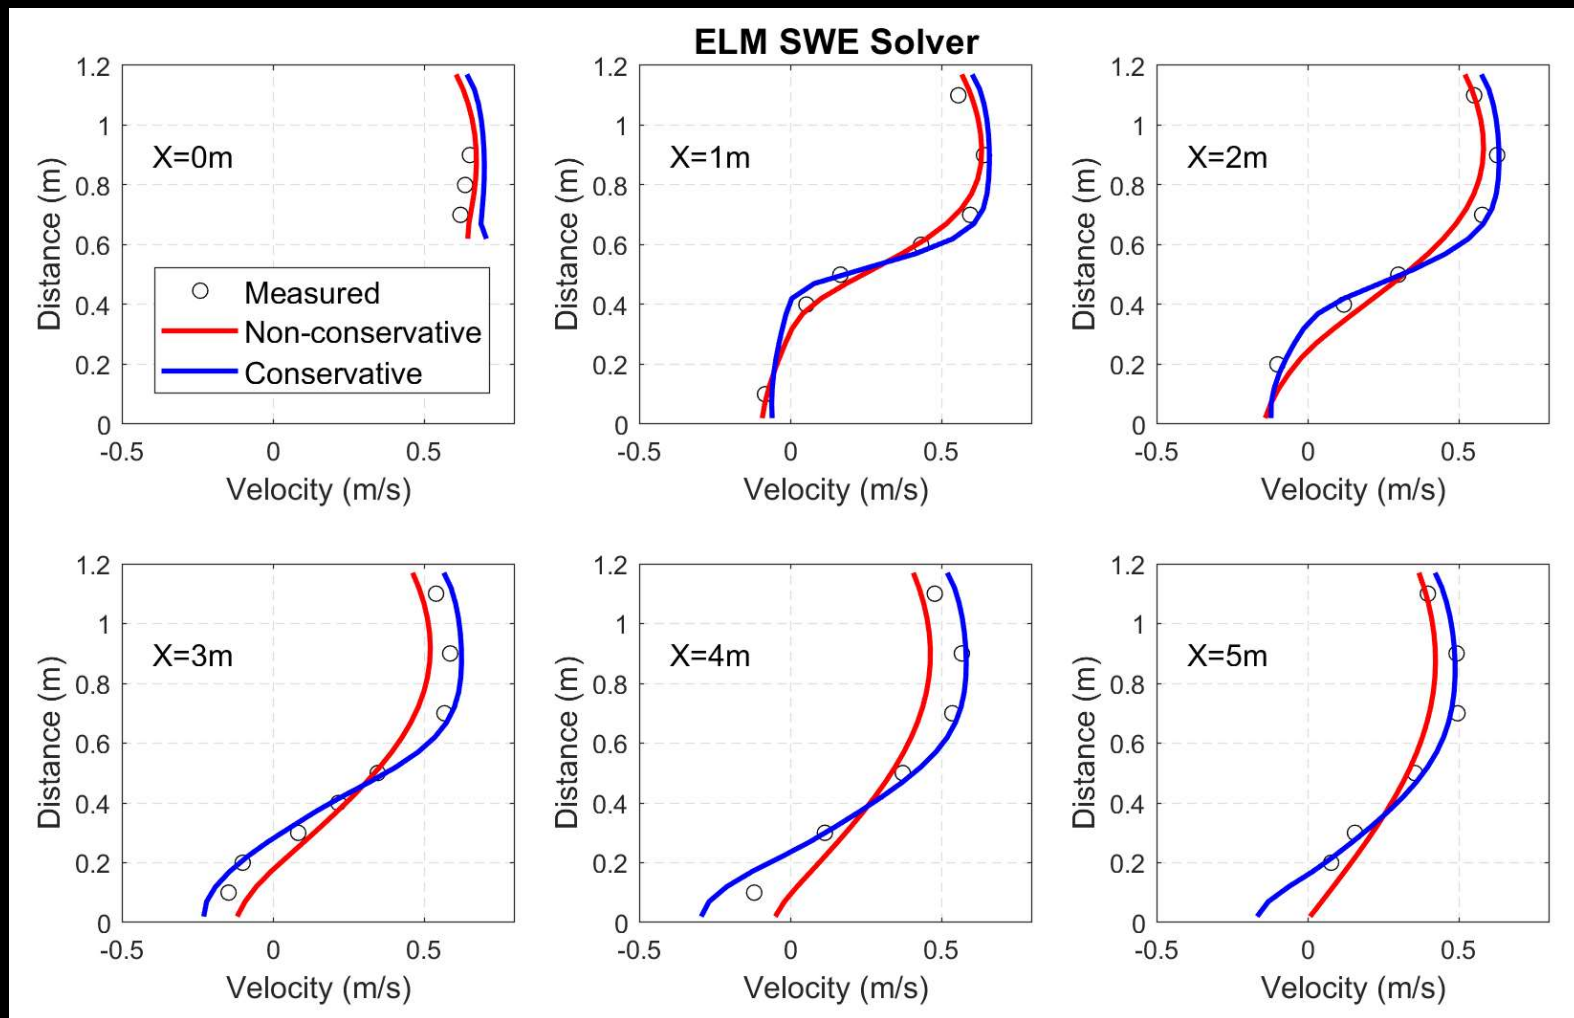 ELM SWE Solver
1.2
1
0.8
0.6
0.4
0.2
0
-0.5
0
0.5
Distance (m)
Velocity (m/s)
X=0m
Measured
Non-conservative
Conservative
1.2
1
0.8
0.6
0.4
0.2
0
-0.5
0
0.5
Distance (m)
Velocity (m/s)
X=1m
1.2
1
0.8
0.6
0.4
0.2
0
-0.5
0
0.5
Distance (m)
Velocity (m/s)
X=2m
1.2
1
0.8
0.6
0.4
0.2
0
-0.5
0
0.5
Distance (m)
Velocity (m/s)
X=3m
1.2
1
0.8
0.6
0.4
0.2
0
-0.5
0
0.5
Distance (m)
Velocity (m/s)
X=4m
1.2
1
0.8
0.6
0.4
0.2
0
-0.5
0
0.5
Distance (m)
Velocity (m/s)
X=5m